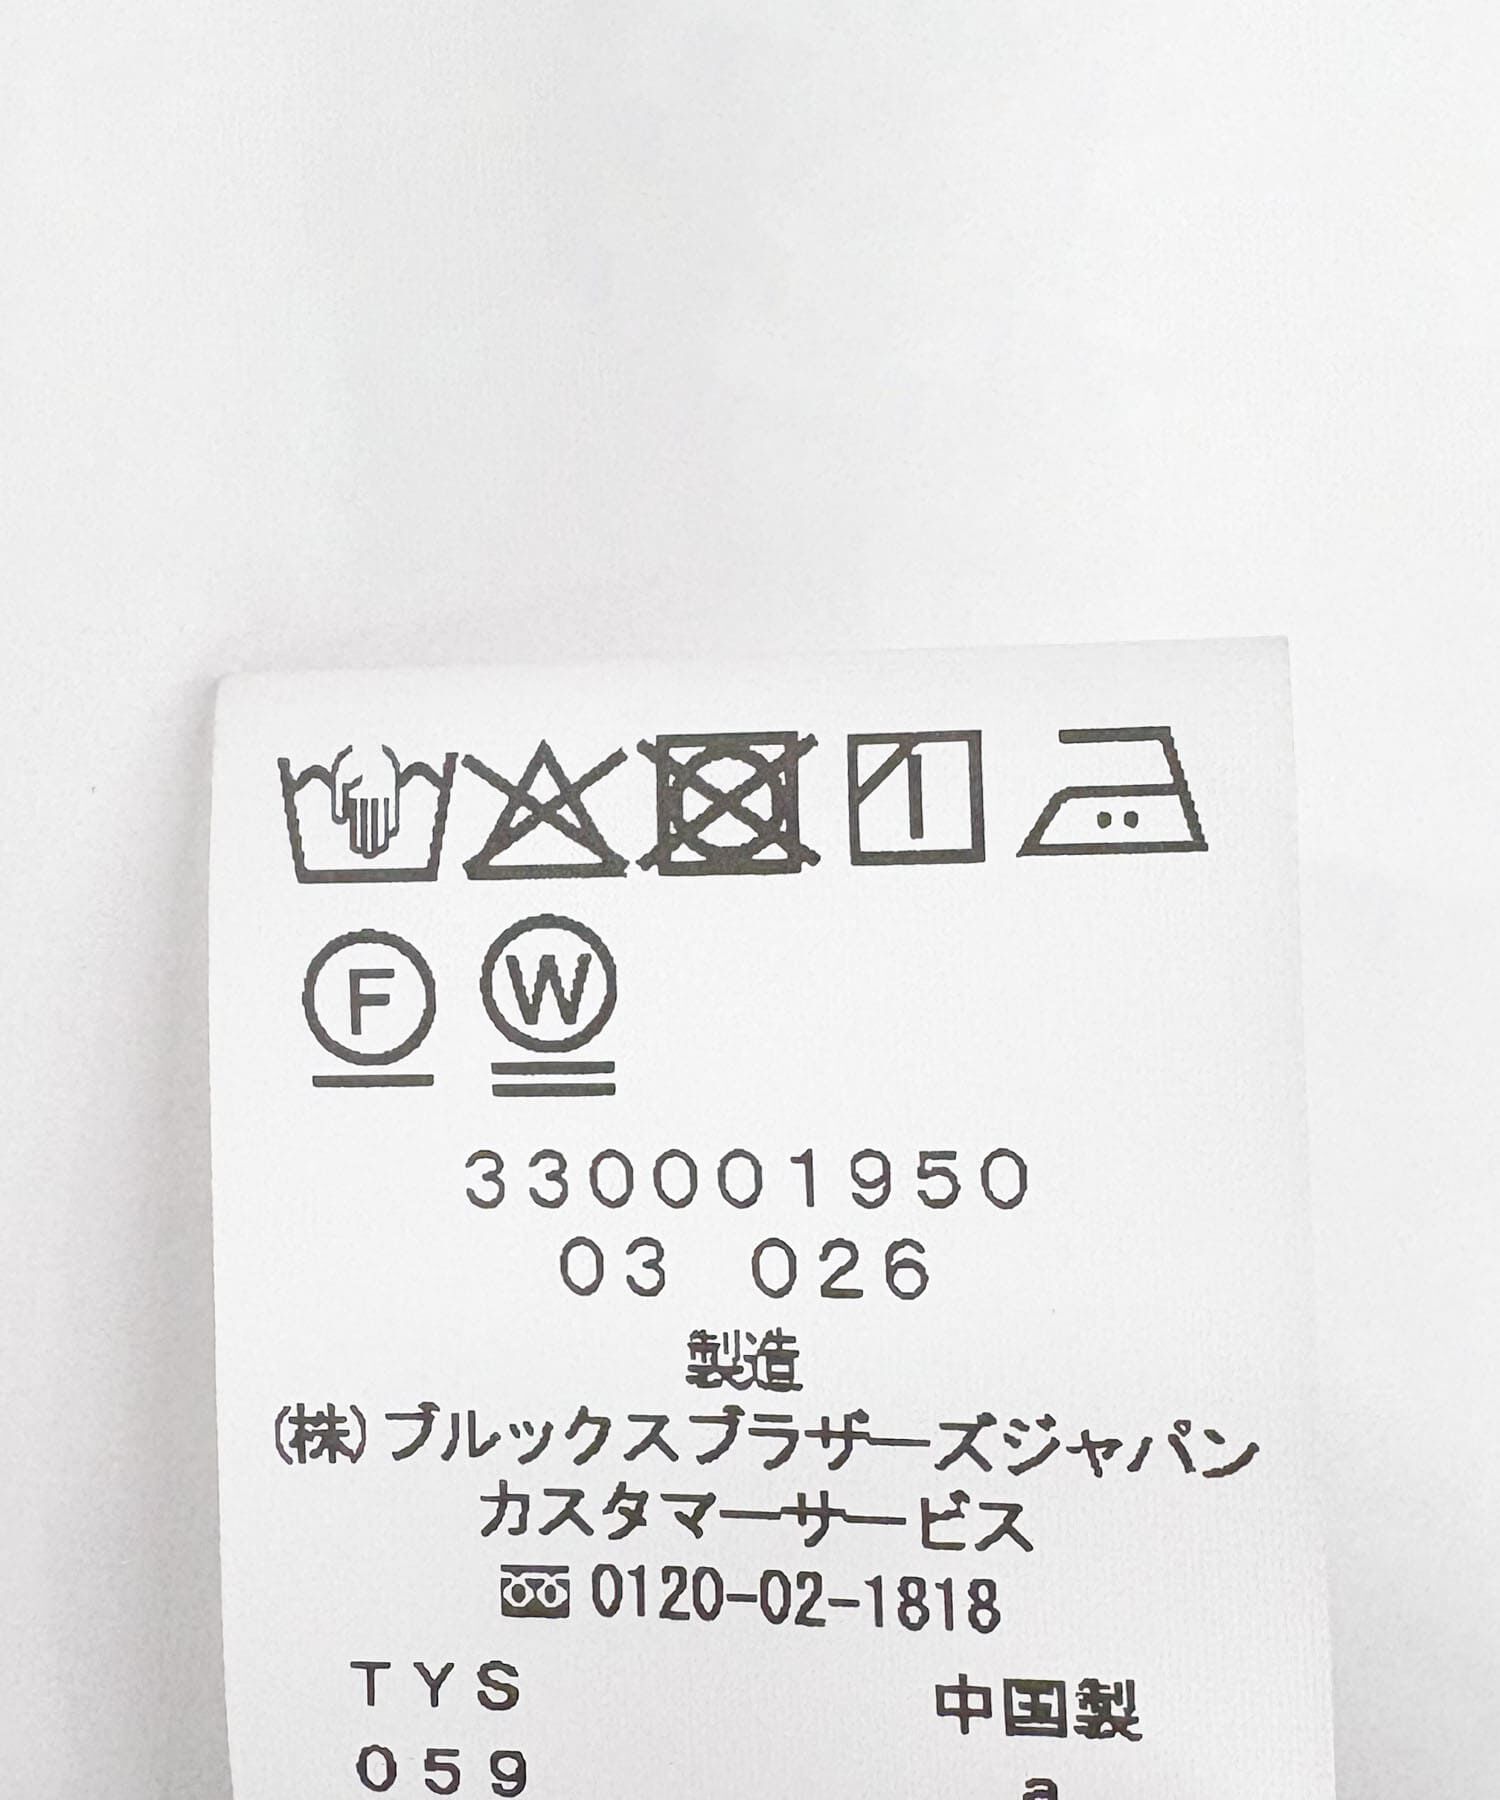 F W
330001950
03 026
製造
(株)ブルックスブラザーズジャパン
カスタマーサービス
0120-02-1818
TYS 中国製
059 a